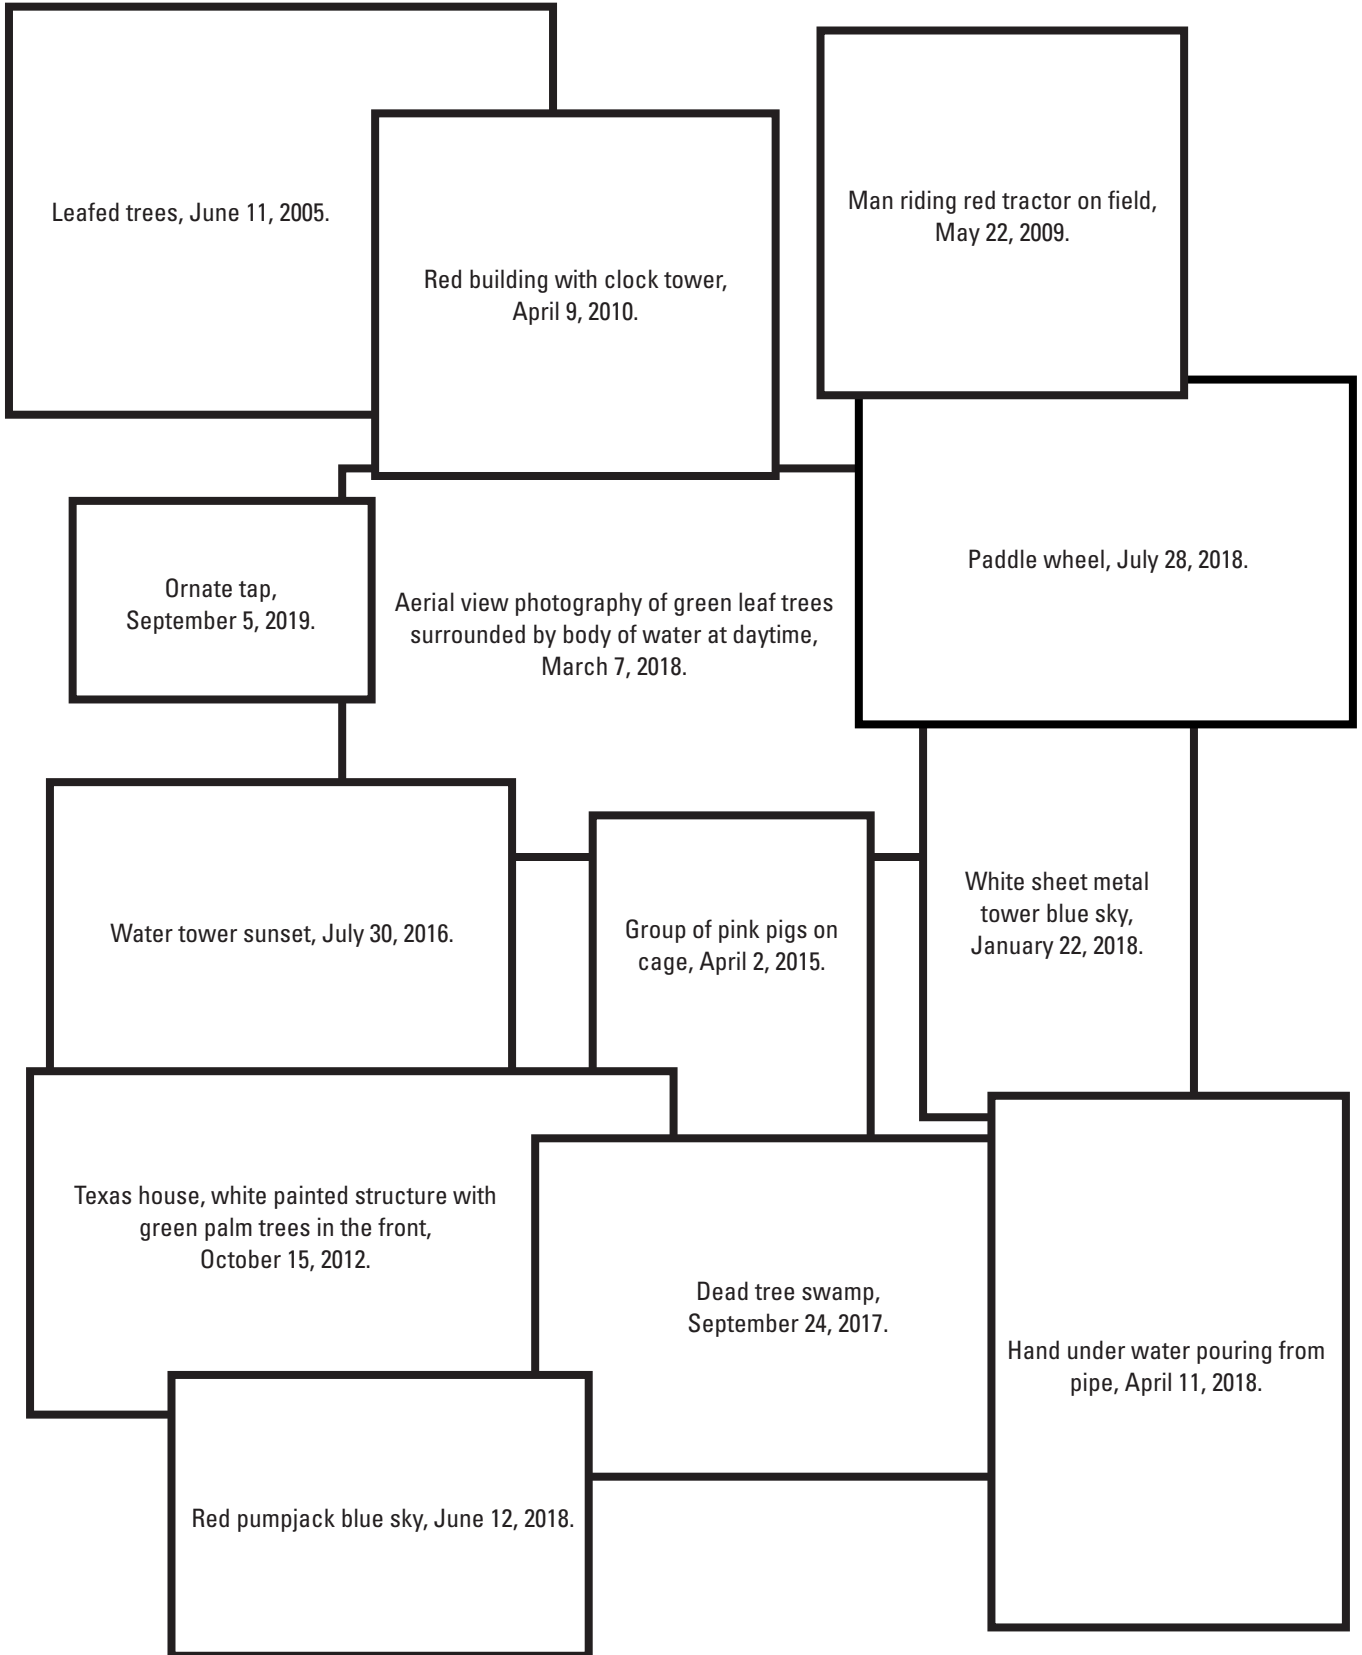 Leafed trees, June 11, 2005.
Red building with clock tower,
April 9, 2010.
Man riding red tractor on field,
May 22, 2009.
Ornate tap,
September 5, 2019.
Aerial view photography of green leaf trees
surrounded by body of water at daytime,
March 7, 2018.
Paddle wheel, July 28, 2018.
Water tower sunset, July 30, 2016.
Group of pink pigs on
cage, April 2, 2015.
White sheet metal
tower blue sky,
January 22, 2018.
Texas house, white painted structure with
green palm trees in the front,
October 15, 2012.
Dead tree swamp,
September 24, 2017.
Hand under water pouring from
pipe, April 11, 2018.
Red pumpjack blue sky, June 12, 2018.